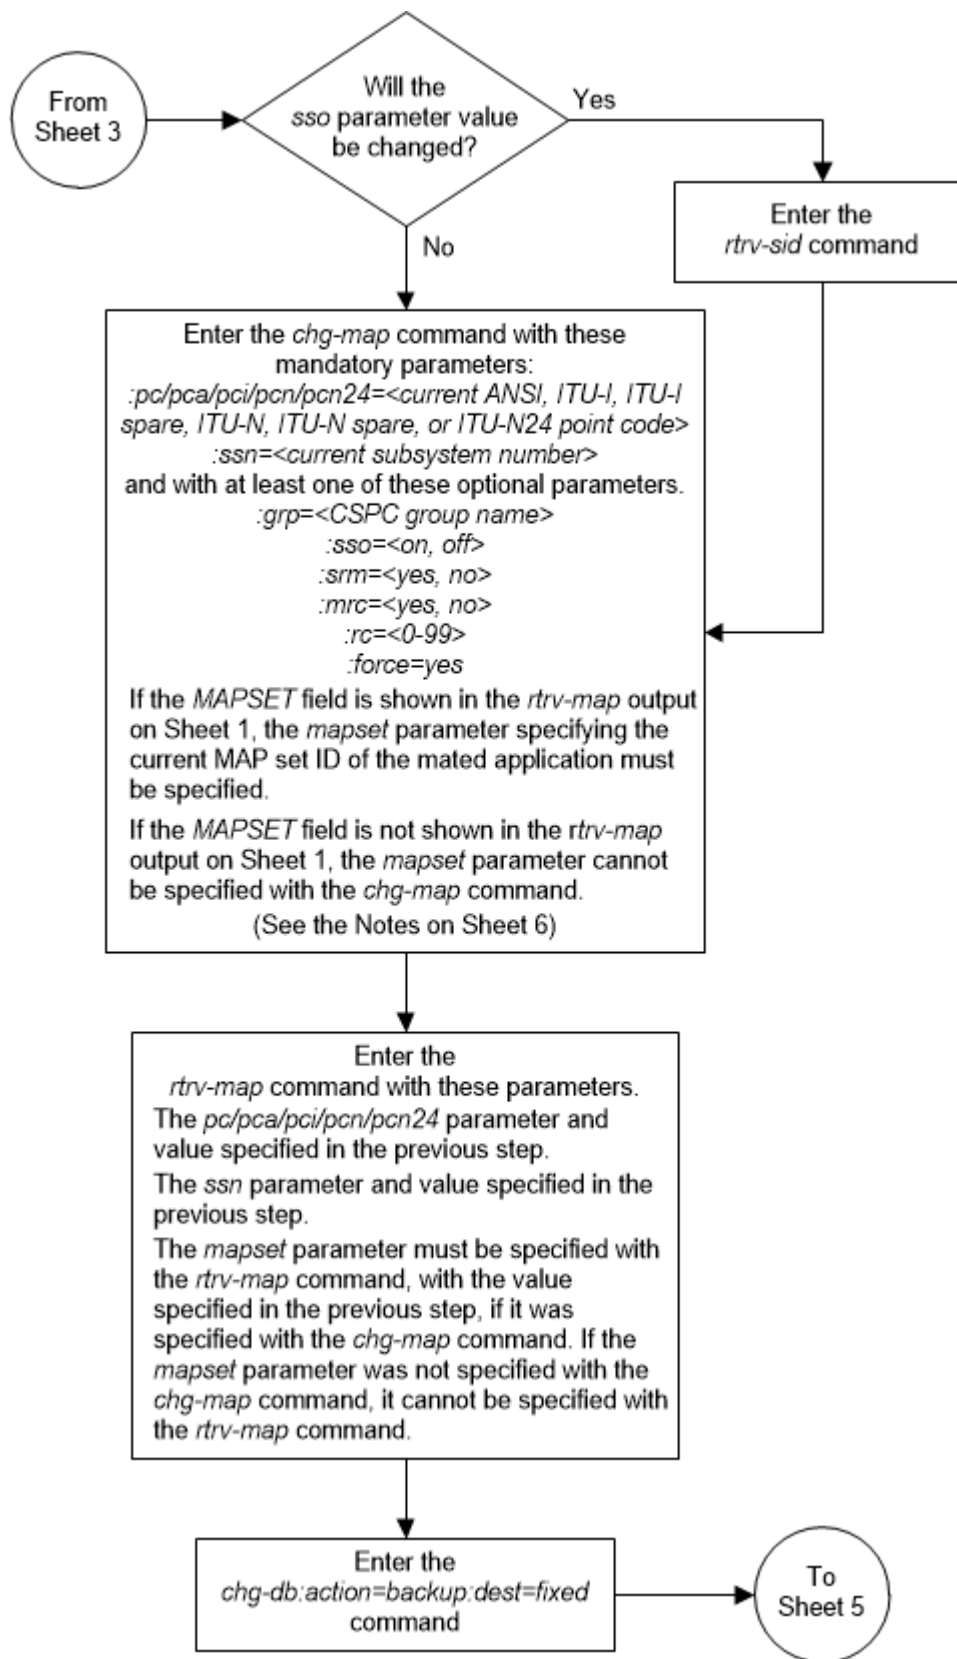 From
Sheet 3
Will the
sso parameter value
be changed?
Yes
Enter the
rtrv-sid command
No
Enter the chg-map command with these
mandatory parameters:
:pc/pca/pci/pcn/pcn24=<current ANSI, ITU-I, ITU-I
spare, ITU-N, ITU-N spare, or ITU-N24 point code>
:ssn=<current subsystem number>
and with at least one of these optional parameters.
:grp=<CSPC group name>
:sso=<on, off>
:srm=<yes, no>
:mrc=<yes, no>
:rc=<0-99>
:force=yes
If the MAPSET field is shown in the rtrv-map output
on Sheet 1, the mapset parameter specifying the
current MAP set ID of the mated application must
be specified.
If the MAPSET field is not shown in the rtrv-map
output on Sheet 1, the mapset parameter cannot
be specified with the chg-map command.
(See the Notes on Sheet 6)
Enter the
rtrv-map command with these parameters.
The pc/pca/pci/pcn/pcn24 parameter and
value specified in the previous step.
The ssn parameter and value specified in the
previous step.
The mapset parameter must be specified with
the rtrv-map command, with the value
specified in the previous step, if it was
specified with the chg-map command. If the
mapset parameter was not specified with the
chg-map command, it cannot be specified with
the rtrv-map command.
Enter the
chg-db:action=backup:dest=fixed
command
To
Sheet 5